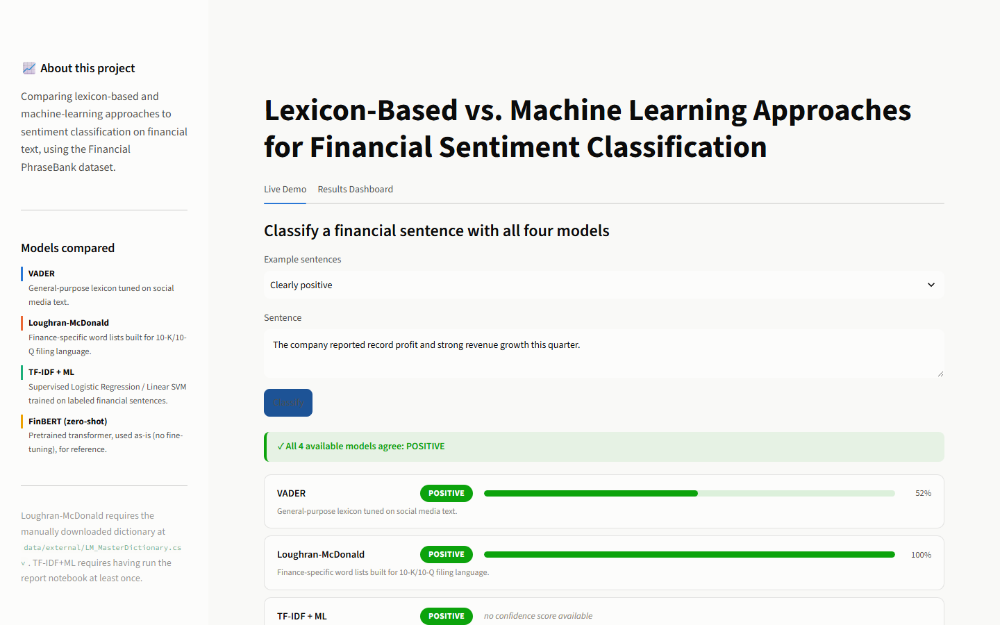 📈 About this project
Comparing lexicon-based and
machine-learning approaches to
sentiment classification on financial
text, using the Financial
PhraseBank dataset.
Models compared
VADER
General-purpose lexicon tuned on social
media text.
Loughran-McDonald
Finance-specific word lists built for 10-K/10-
Q filing language.
TF-IDF + ML
Supervised Logistic Regression / Linear SVM
trained on labeled financial sentences.
FinBERT (zero-shot)
Pretrained transformer, used as-is (no fine-
tuning), for reference.
Loughran-McDonald requires the
manually downloaded dictionary at
data/external/LM_MasterDictionary.cs
v . TF-IDF+ML requires having run the
report notebook at least once.
Lexicon-Based vs. Machine Learning Approaches
for Financial Sentiment Classification
Live Demo Results Dashboard
Classify a financial sentence with all four models
Example sentences
Clearly positive
Sentence
The company reported record profit and strong revenue growth this quarter.
Classify
✓ All 4 available models agree: POSITIVE
VADER POSITIVE 52%
General-purpose lexicon tuned on social media text.
Loughran-McDonald POSITIVE 100%
Finance-specific word lists built for 10-K/10-Q filing language.
TF-IDF + ML POSITIVE no confidence score available